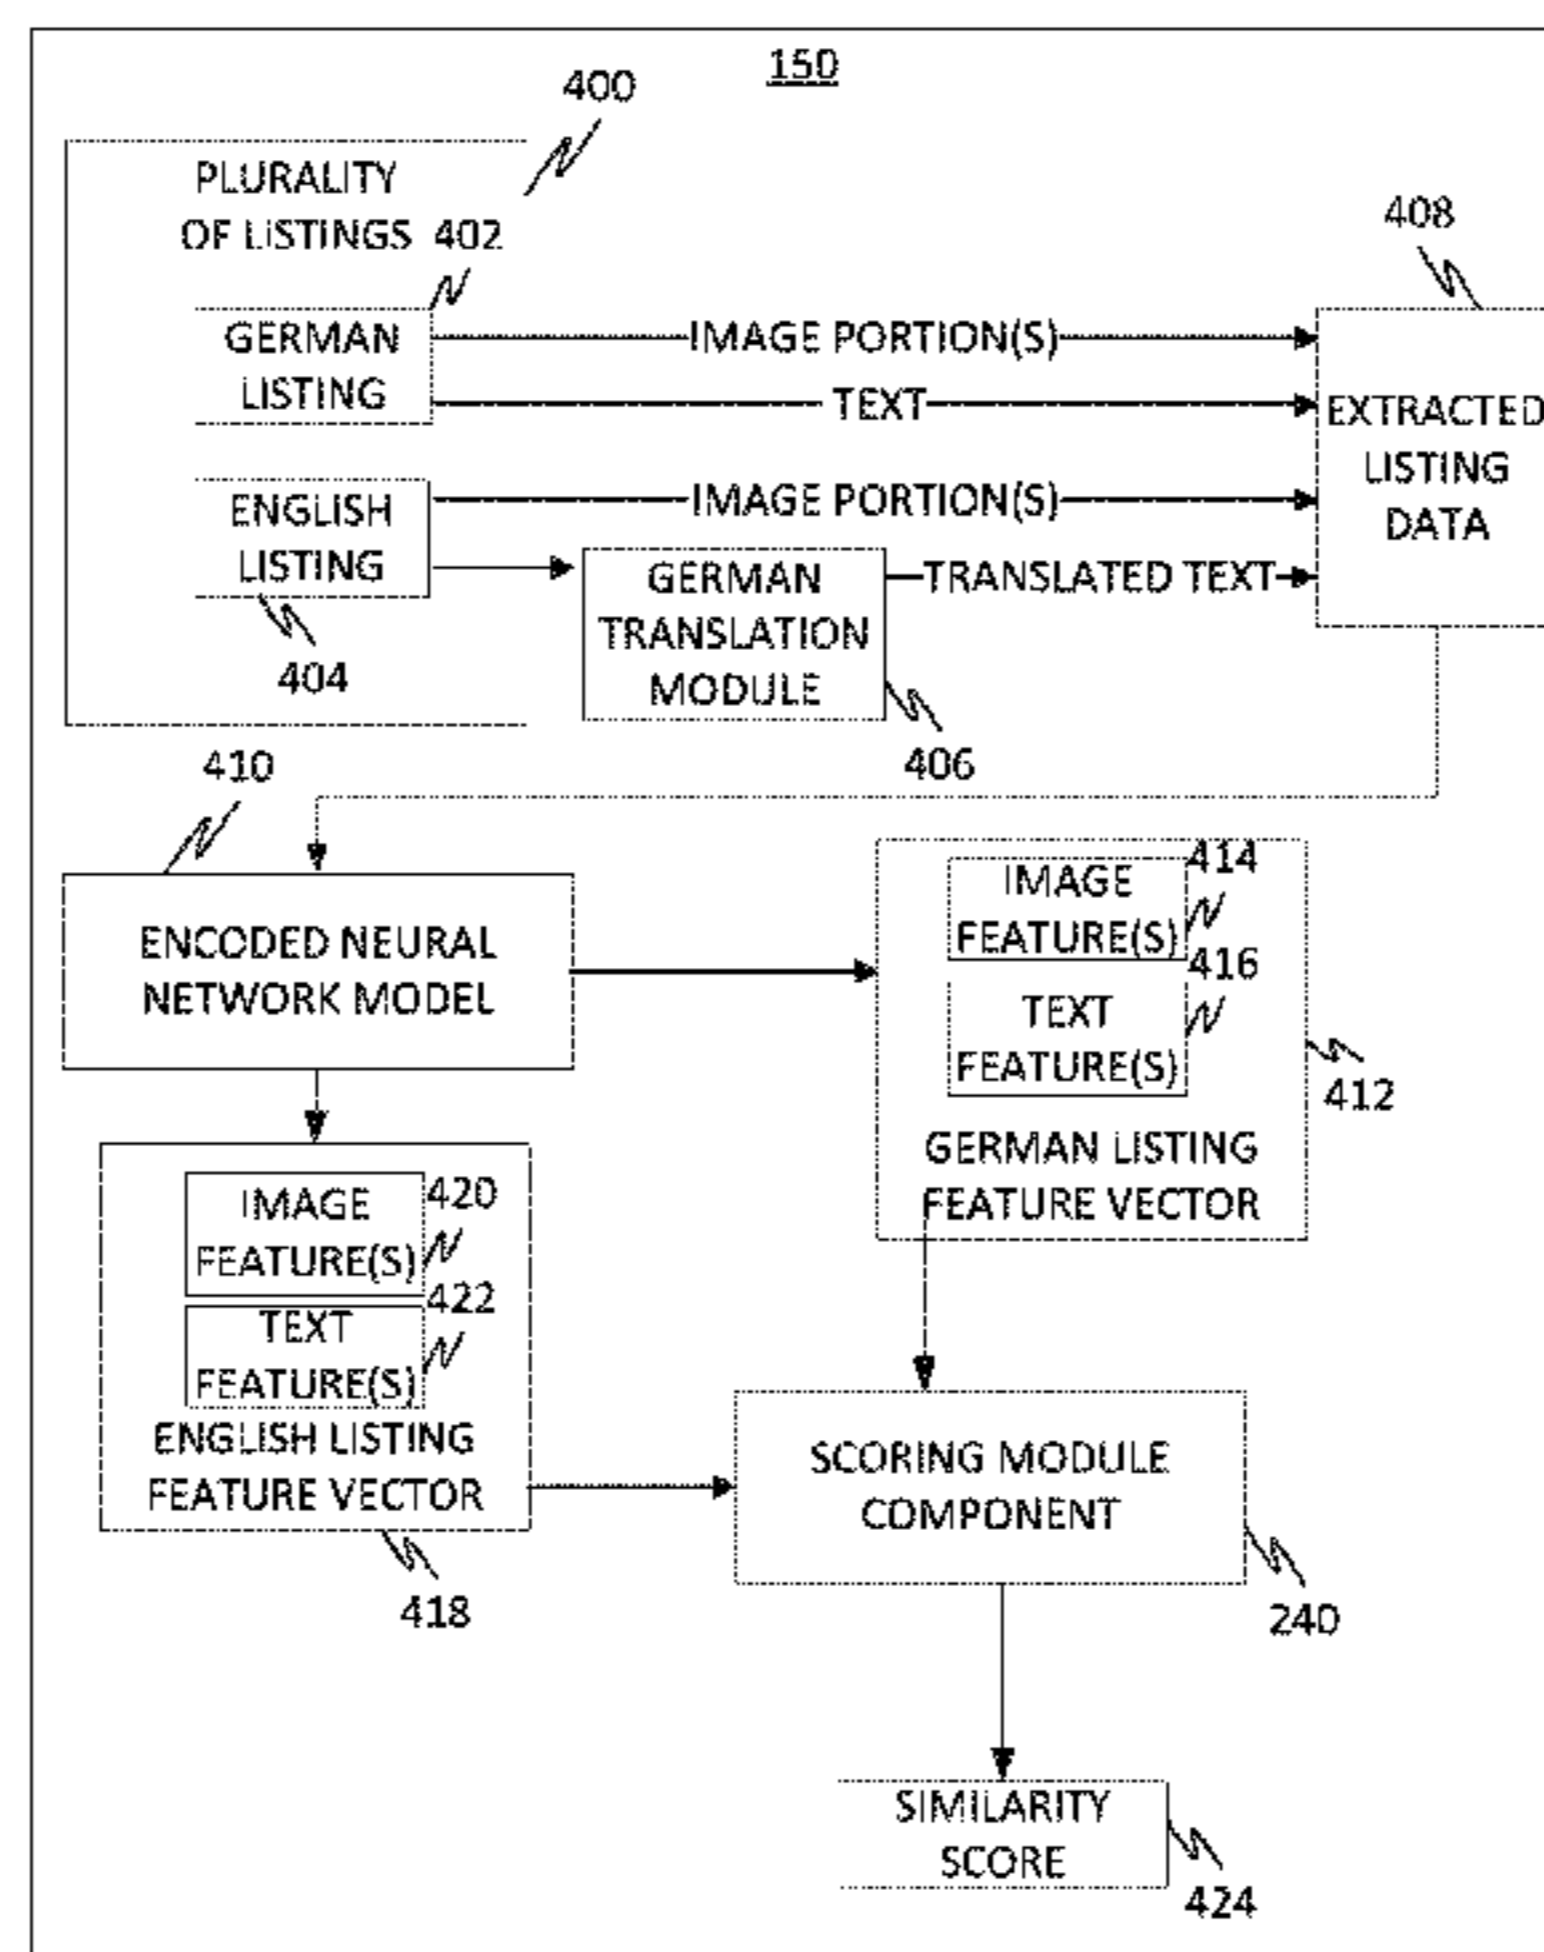 150
400
PLURALITY
OF LISTINGS 402
408
GERMAN
LISTING
IMAGE PORTION(S)
TEXT
EXTRACTED
LISTING
DATA
ENGLISH
LISTING
IMAGE PORTION(S)
GERMAN
TRANSLATION
MODULE
TRANSLATED TEXT
404
406
410
ENCODED NEURAL
NETWORK MODEL
IMAGE
FEATURE(S)
414
TEXT
FEATURE(S)
416
GERMAN LISTING
FEATURE VECTOR
412
IMAGE
FEATURE(S)
420
TEXT
FEATURE(S)
422
ENGLISH LISTING
FEATURE VECTOR
418
SCORING MODULE
COMPONENT
240
SIMILARITY
SCORE
424